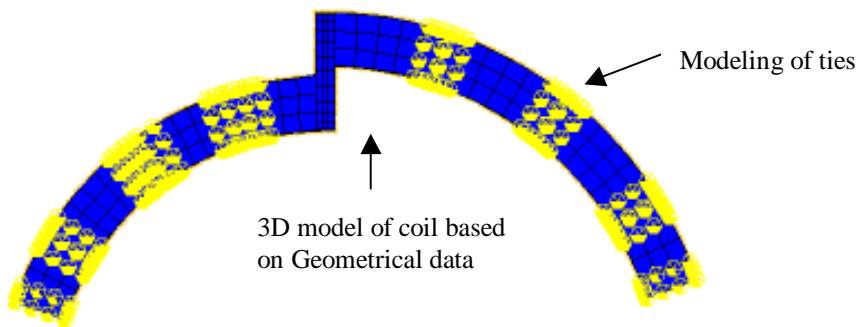 Modeling of ties
3D model of coil based
on Geometrical data